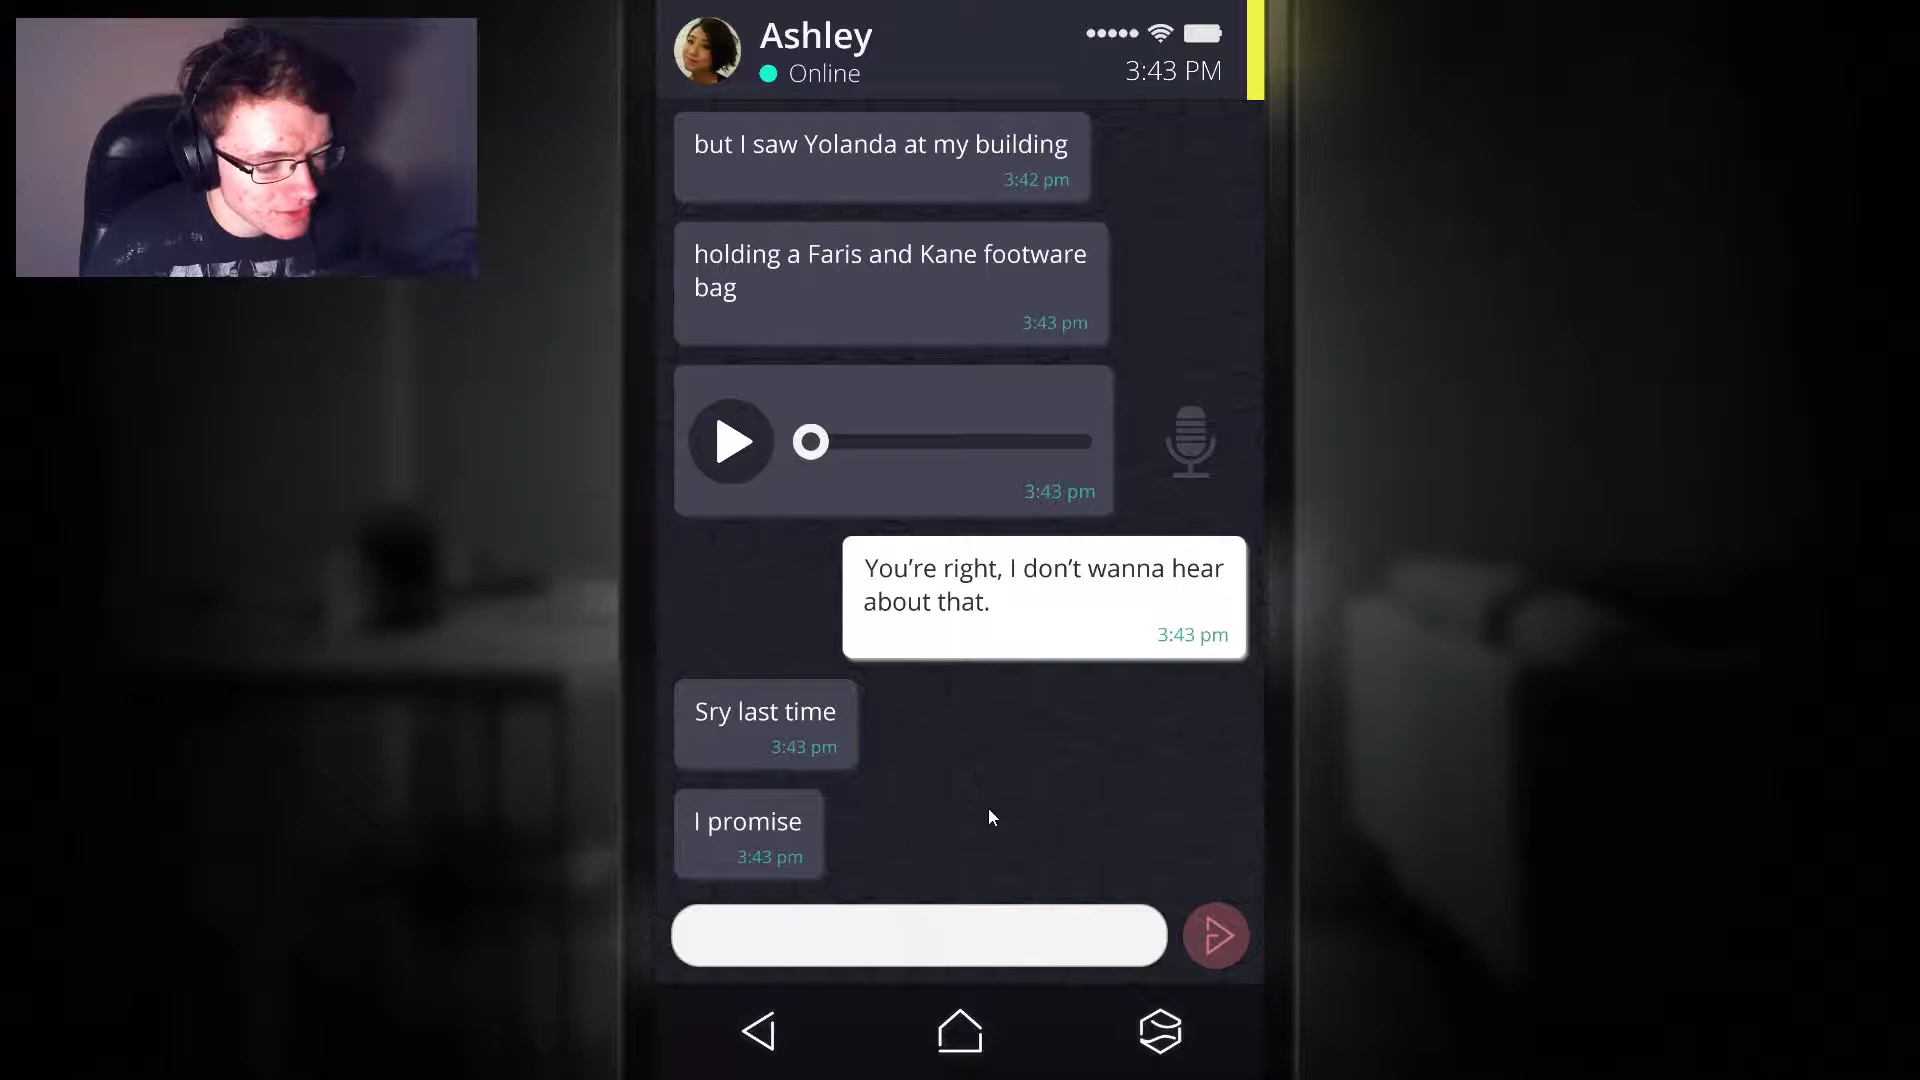 Ashley
Online
3:43 PM
but I saw Yolanda at my building
3:42 pm
holding a Faris and Kane footware
bag
3:43 pm
3:43 pm
You’re right, I don’t wanna hear
about that.
3:43 pm
Sry last time
3:43 pm
I promise
3:43 pm